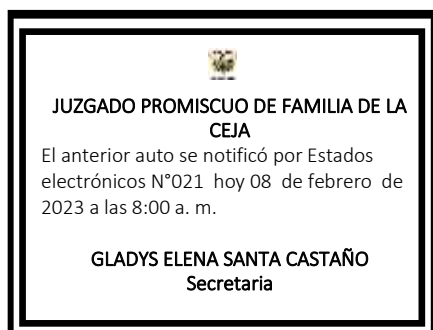 JUZGADO PROMISCUO DE FAMILIA DE LA
CEJA
El anterior auto se notificó por Estados
electrónicos N°021 hoy 08 de febrero de
2023 a las 8:00 a. m.
GLADYS ELENA SANTA CASTAÑO
Secretaria